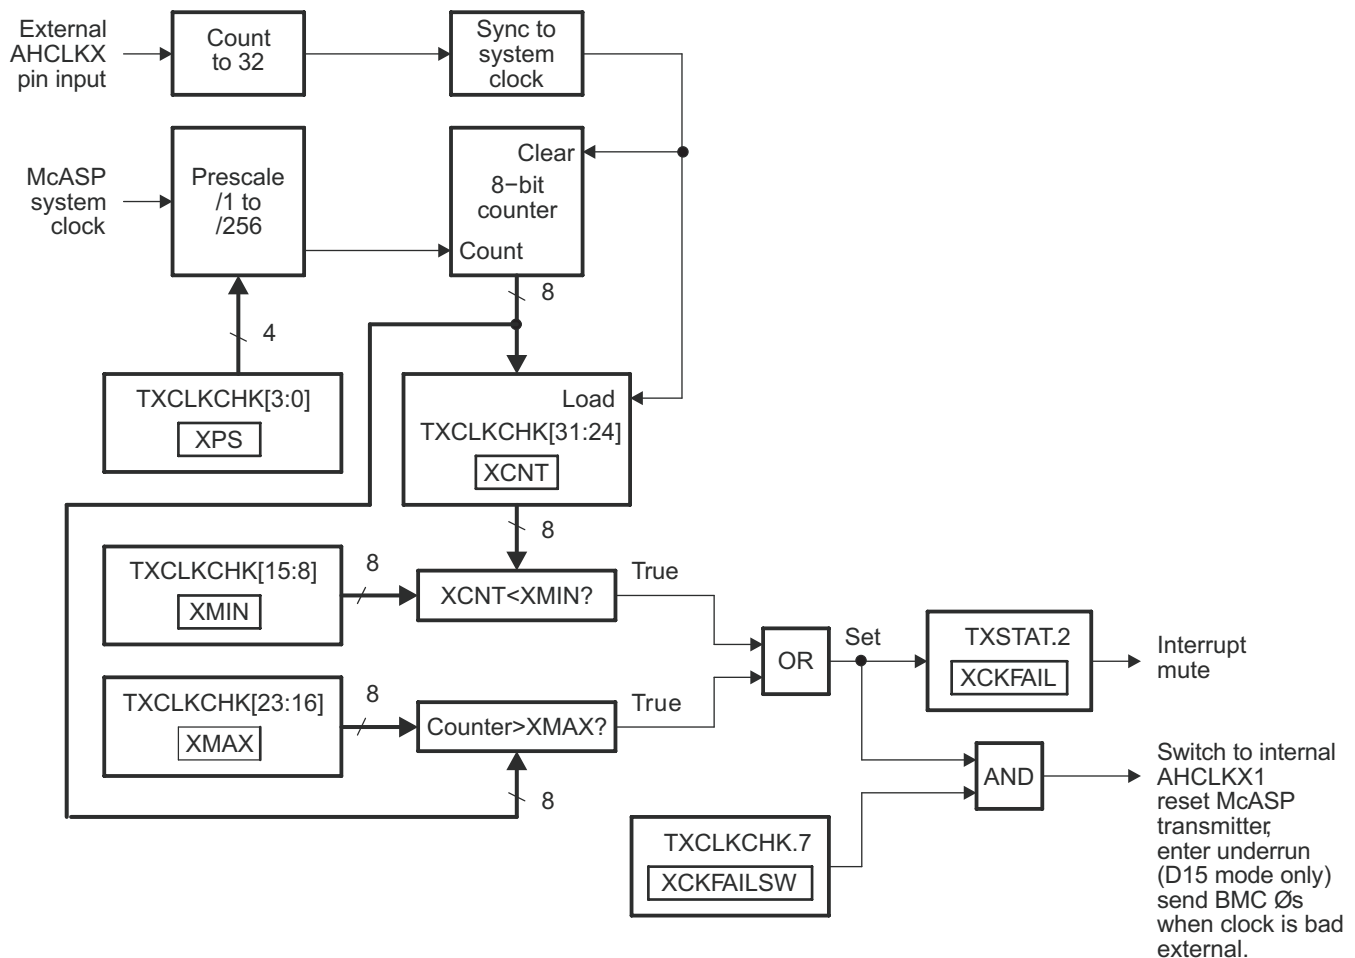 External
AHCLKX
pin input
Count
to 32
Sync to
system
clock
McASP
system
clock
Prescale
/1 to
/256
Clear
8−bit
counter
Count
8
4
TXCLKCHK[3:0]
XPS
Load
TXCLKCHK[31:24]
XCNT
8
TXCLKCHK[15:8]
XMIN
8
XCNT<XMIN?
True
TXCLKCHK[23:16]
XMAX
8
Counter>XMAX?
True
8
OR
Set
TXSTAT.2
XCKFAIL
Interrupt
mute
TXCLKCHK.7
XCKFAILSW
AND
Switch to internal
AHCLKX1
reset McASP
transmitter,
enter underrun
(D15 mode only)
send BMC Øs
when clock is bad
external.